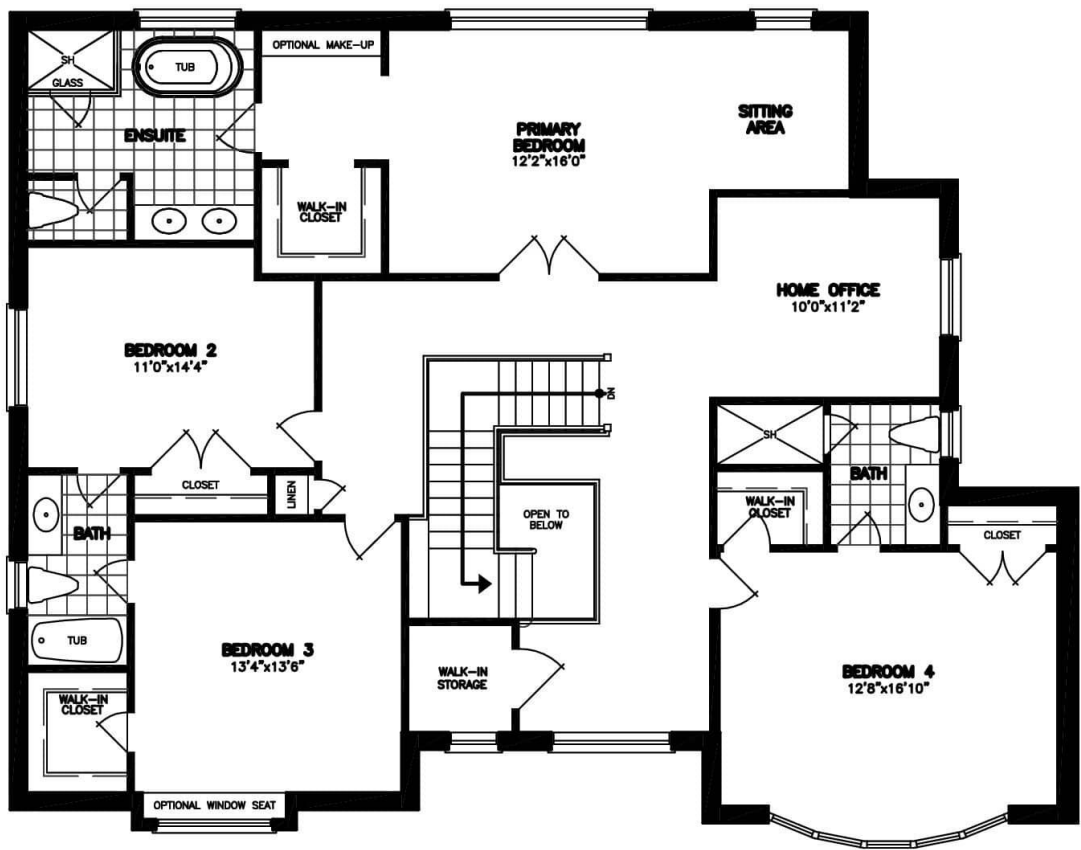 OPTIONAL MAKE-UP
SH
GLASS
TUB
ENSUITE
PRIMARY
BEDROOM
12'2"x16'0"
SITTING
AREA
WALK-IN
CLOSET
HOME OFFICE
10'0"x11'2"
BEDROOM 2
11'0"x14'4"
DN
SH
CLOSET
LINEN
BATH
BATH
WALK-IN
CLOSET
OPEN TO
BELOW
CLOSET
TUB
BEDROOM 3
13'4"x13'6"
WALK-IN
STORAGE
BEDROOM 4
12'8"x16'10"
WALK-IN
CLOSET
OPTIONAL WINDOW SEAT